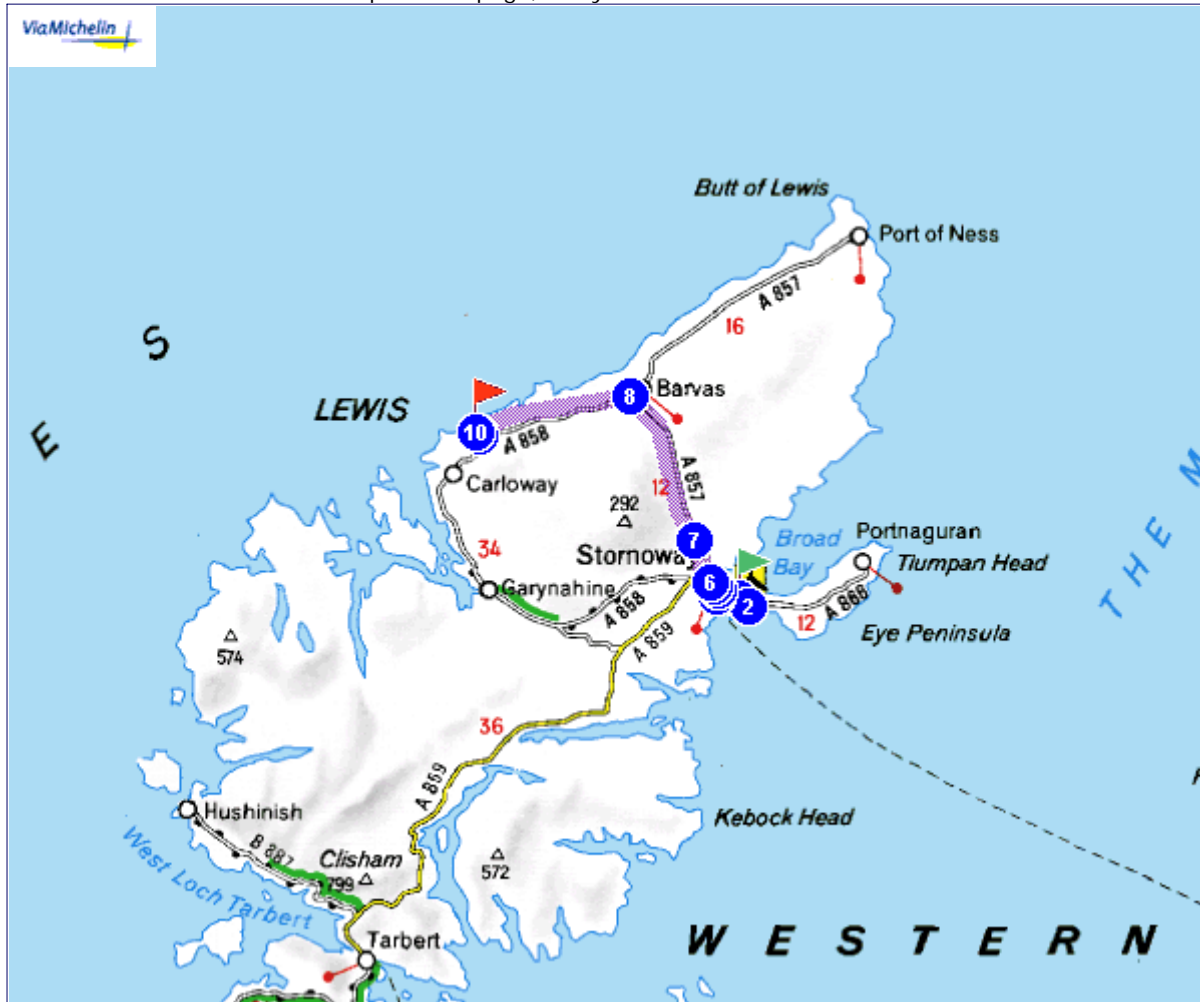 ViaMichelin
Butt of Lewis
Port of Ness
A 857
16
S
LEWIS
8
Barvas
10
A 858
E
A 857
12
Carloway
292
7
Broad
Bay
Portnaguran
Tiumpan Head
34
Garynahine
6
2
A 858
12
A 866
Eye Peninsula
A 859
574
T H E
M
36
A 859
Hushinish
Kebock Head
B 887
Clisham
799
572
West Loch Tarbert
Tarbert
W E S T E R N